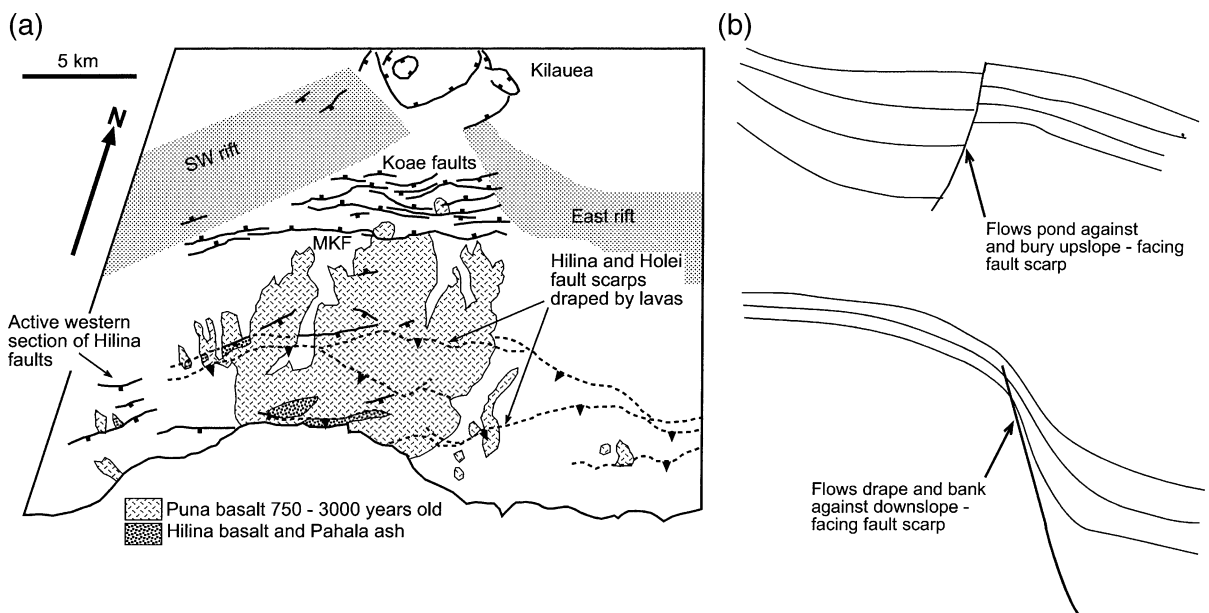 (a)
(b)
5 km
N
Kilauea
SW rift
Koae faults
East rift
MKF
Hilina and Holei
fault scarps
draped by lavas
Active western
section of Hilina
faults
Puna basalt 750 - 3000 years old
Hilina basalt and Pahala ash
Flows pond against
and bury upslope - facing
fault scarp
Flows drape and bank
against downslope -
facing fault scarp